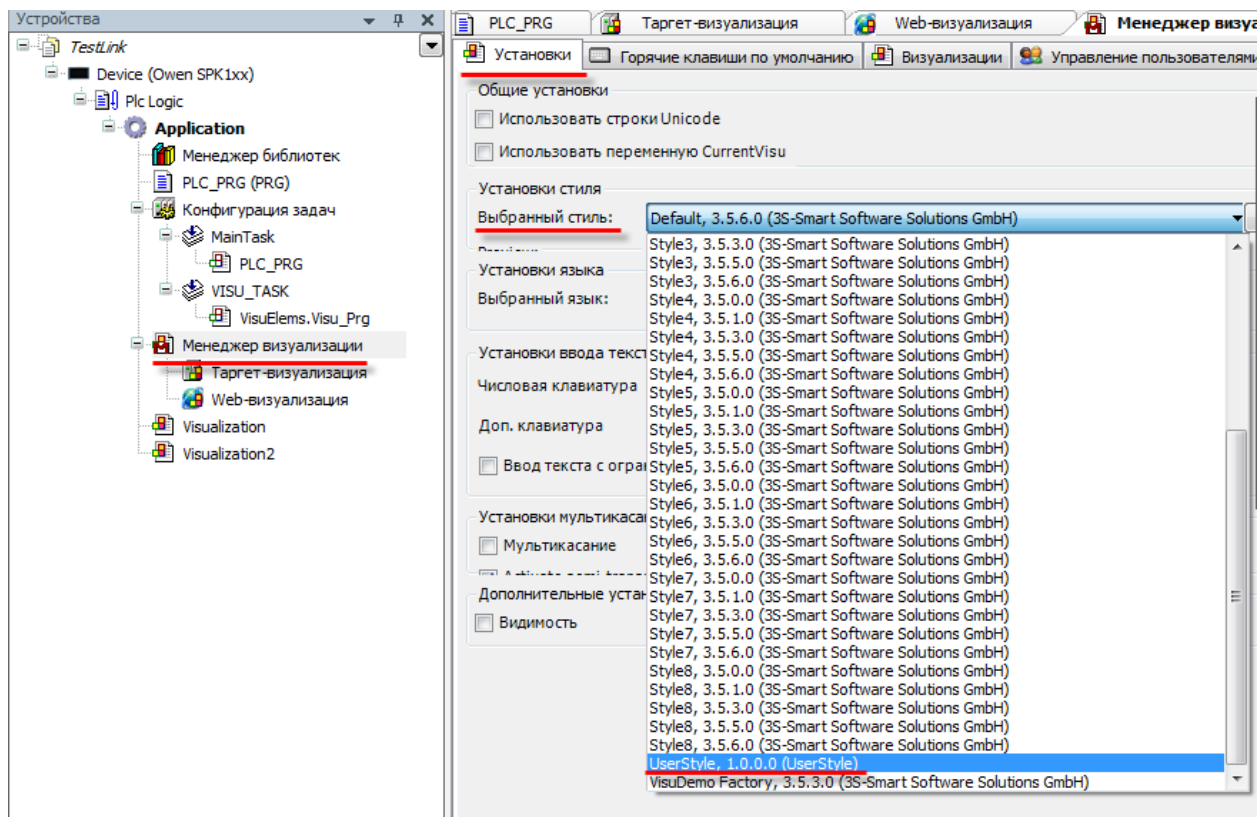 Устройства
TestLink
Device (Owen SPK1xx)
Plc Logic
Application
Менеджер библиотек
PLC_PRG (PRG)
Конфигурация задач
MainTask
PLC_PRG
VISU_TASK
VisuElems.Visu_Prg
Менеджер визуализации
Таргет-визуализация
Web-визуализация
Visualization
Visualization2
PLC_PRG Таргет-визуализация Web-визуализация Менеджер визуа
Установки Горячие клавиши по умолчанию Визуализации Управление пользователями
Общие установки
Использовать строки Unicode
Использовать переменную CurrentVisu
Установки стиля
Выбранный стиль: Default, 3.5.6.0 (3S-Smart Software Solutions GmbH)
Установки языка
Выбранный язык:
Установки ввода текст
Числовая клавиатура
Доп. клавиатура
Ввод текста с огра
Установки мультикаса
Мультикасание
Дополнительные устан
Видимость
Style3, 3.5.3.0 (3S-Smart Software Solutions GmbH)
Style3, 3.5.5.0 (3S-Smart Software Solutions GmbH)
Style3, 3.5.6.0 (3S-Smart Software Solutions GmbH)
Style4, 3.5.0.0 (3S-Smart Software Solutions GmbH)
Style4, 3.5.1.0 (3S-Smart Software Solutions GmbH)
Style4, 3.5.3.0 (3S-Smart Software Solutions GmbH)
Style4, 3.5.5.0 (3S-Smart Software Solutions GmbH)
Style4, 3.5.6.0 (3S-Smart Software Solutions GmbH)
Style5, 3.5.0.0 (3S-Smart Software Solutions GmbH)
Style5, 3.5.1.0 (3S-Smart Software Solutions GmbH)
Style5, 3.5.3.0 (3S-Smart Software Solutions GmbH)
Style5, 3.5.5.0 (3S-Smart Software Solutions GmbH)
Style5, 3.5.6.0 (3S-Smart Software Solutions GmbH)
Style6, 3.5.0.0 (3S-Smart Software Solutions GmbH)
Style6, 3.5.1.0 (3S-Smart Software Solutions GmbH)
Style6, 3.5.3.0 (3S-Smart Software Solutions GmbH)
Style6, 3.5.5.0 (3S-Smart Software Solutions GmbH)
Style6, 3.5.6.0 (3S-Smart Software Solutions GmbH)
Style7, 3.5.0.0 (3S-Smart Software Solutions GmbH)
Style7, 3.5.1.0 (3S-Smart Software Solutions GmbH)
Style7, 3.5.3.0 (3S-Smart Software Solutions GmbH)
Style7, 3.5.5.0 (3S-Smart Software Solutions GmbH)
Style7, 3.5.6.0 (3S-Smart Software Solutions GmbH)
Style8, 3.5.0.0 (3S-Smart Software Solutions GmbH)
Style8, 3.5.1.0 (3S-Smart Software Solutions GmbH)
Style8, 3.5.3.0 (3S-Smart Software Solutions GmbH)
Style8, 3.5.5.0 (3S-Smart Software Solutions GmbH)
Style8, 3.5.6.0 (3S-Smart Software Solutions GmbH)
UserStyle, 1.0.0.0 (UserStyle)
VisuDemo Factory, 3.5.3.0 (3S-Smart Software Solutions GmbH)